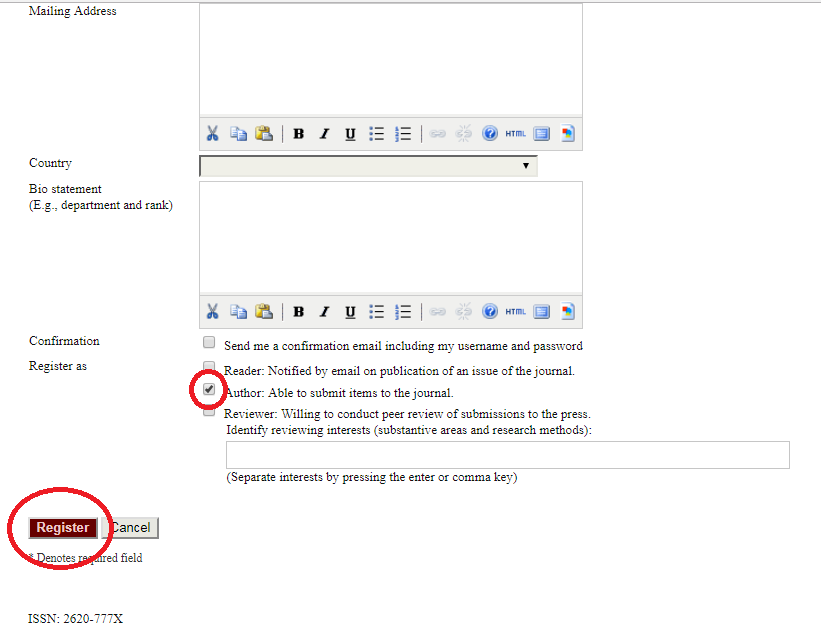 Mailing Address
B I U HTML
Country
Bio statement
(E.g., department and rank)
B I U HTML
Confirmation
Send me a confirmation email including my username and password
Register as
Reader: Notified by email on publication of an issue of the journal.
Author: Able to submit items to the journal.
Reviewer: Willing to conduct peer review of submissions to the press.
Identify reviewing interests (substantive areas and research methods):
(Separate interests by pressing the enter or comma key)
Register Cancel
* Denotes required field
ISSN: 2620-777X